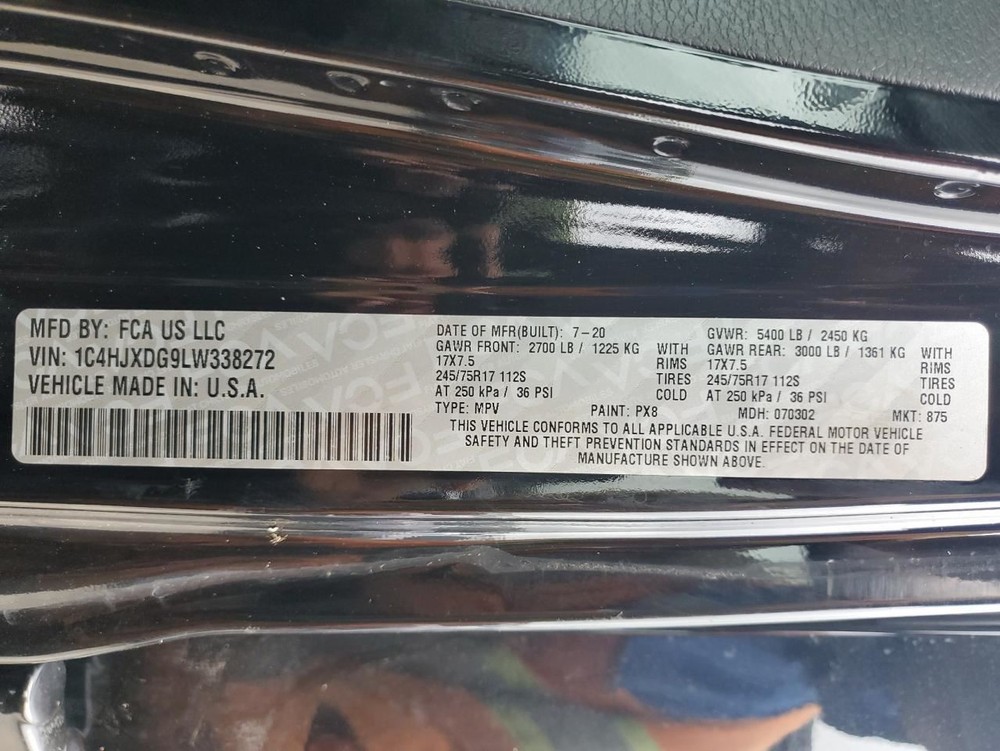 MFD BY: FCA US LLC
VIN: 1C4HJXDG9LW338272
VEHICLE MADE IN: U.S.A.
DATE OF MFR(BUILT): 7-20
GAWR FRONT: 2700 LB / 1225 KG WITH
17X7.5 RIMS
245/75R17 112S TIRES
AT 250 kPa / 36 PSI COLD
GVWR: 5400 LB / 2450 KG
GAWR REAR: 3000 LB / 1361 KG WITH
17X7.5 RIMS
245/75R17 112S TIRES
AT 250 kPa / 36 PSI COLD
TYPE: MPV PAINT: PX8 MDH: 070302 MKT: 875
THIS VEHICLE CONFORMS TO ALL APPLICABLE U.S.A. FEDERAL MOTOR VEHICLE
SAFETY AND THEFT PREVENTION STANDARDS IN EFFECT ON THE DATE OF
MANUFACTURE SHOWN ABOVE.